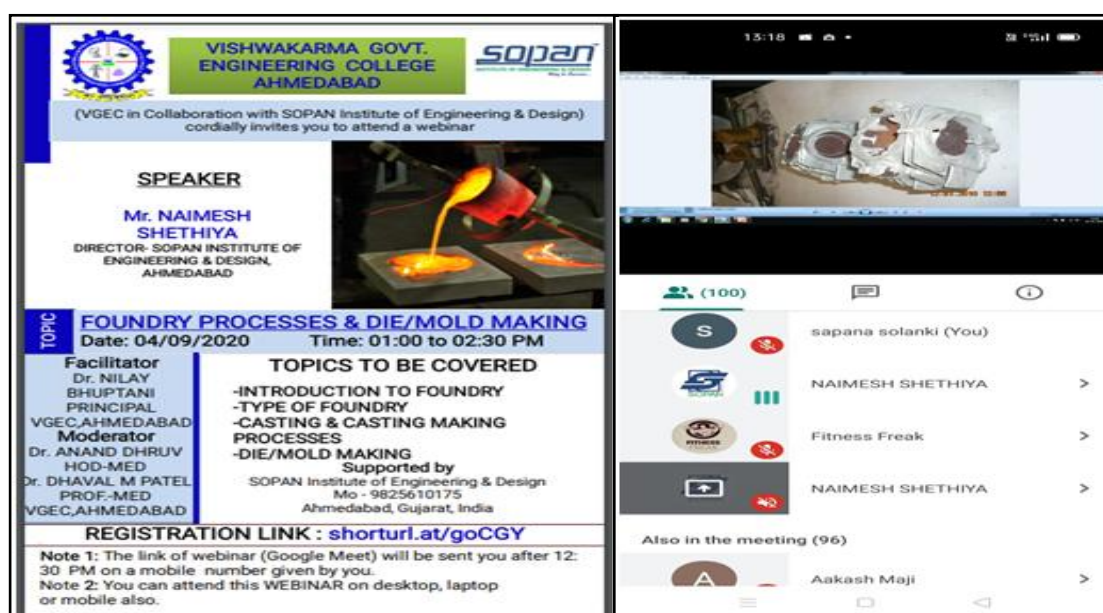 VISHWAKARMA GOVT.
ENGINEERING COLLEGE
AHMEDABAD
sopan
(VGEC in Collaboration with SOPAN Institute of Engineering & Design)
cordially invites you to attend a webinar
SPEAKER
Mr. NAIMESH
SHETHIYA
DIRECTOR- SOPAN INSTITUTE OF
ENGINEERING & DESIGN,
AHMEDABAD
TOPIC
FOUNDRY PROCESSES & DIE/MOLD MAKING
Date: 04/09/2020 Time: 01:00 to 02:30 PM
Facilitator
Dr. NILAY
BHUPTANI
PRINCIPAL
VGEC,AHMEDABAD
Moderator
Dr. ANAND DHRUV
HOD-MED
Dr. DHAVAL M PATEL
PROF.-MED
VGEC,AHMEDABAD
TOPICS TO BE COVERED
-INTRODUCTION TO FOUNDRY
-TYPE OF FOUNDRY
-CASTING & CASTING MAKING
PROCESSES
-DIE/MOLD MAKING
Supported by
SOPAN Institute of Engineering & Design
Mo - 9825610175
Ahmedabad, Gujarat, India
REGISTRATION LINK : shorturl.at/goCGY
Note 1: The link of webinar (Google Meet) will be sent you after 12:
30 PM on a mobile number given by you.
Note 2: You can attend this WEBINAR on desktop, laptop
or mobile also.
13:18
(100)
S
sapana solanki (You)
SOPAN
NAIMESH SHETHIYA
FITNESS
FREAK
Fitness Freak
NAIMESH SHETHIYA
Also in the meeting (96)
A
Aakash Maji